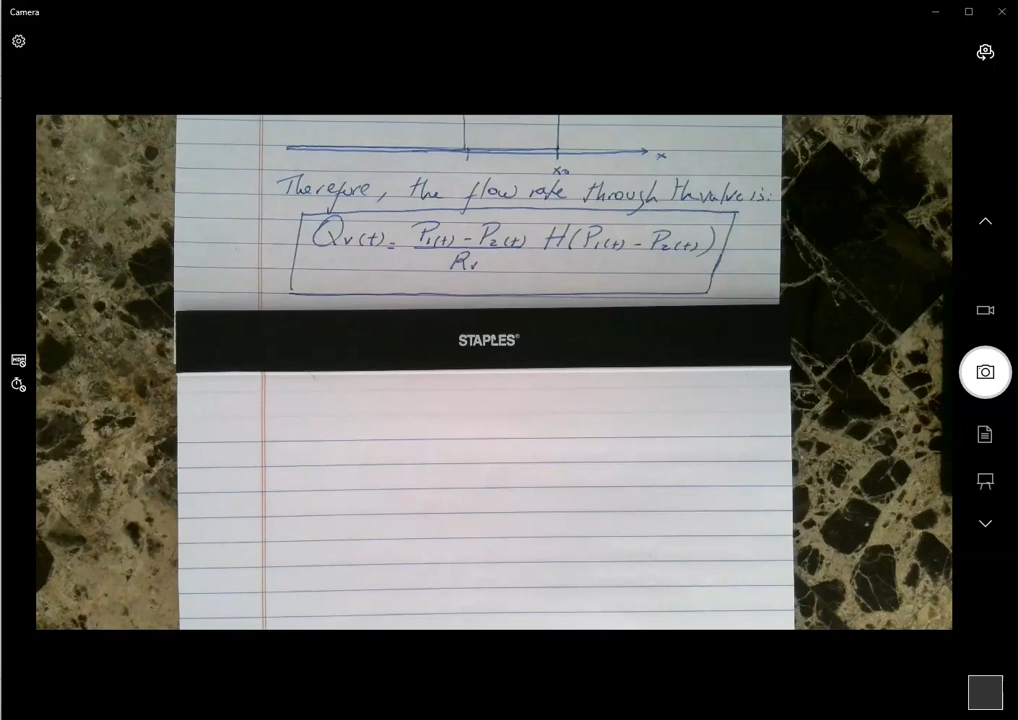 Camera
x
x₀
Therefore, the flow rate through the valve is:
Qv(t) = P₁(t) - P₂(t) / Rv H(P₁(t) - P₂(t))
STAPLES®